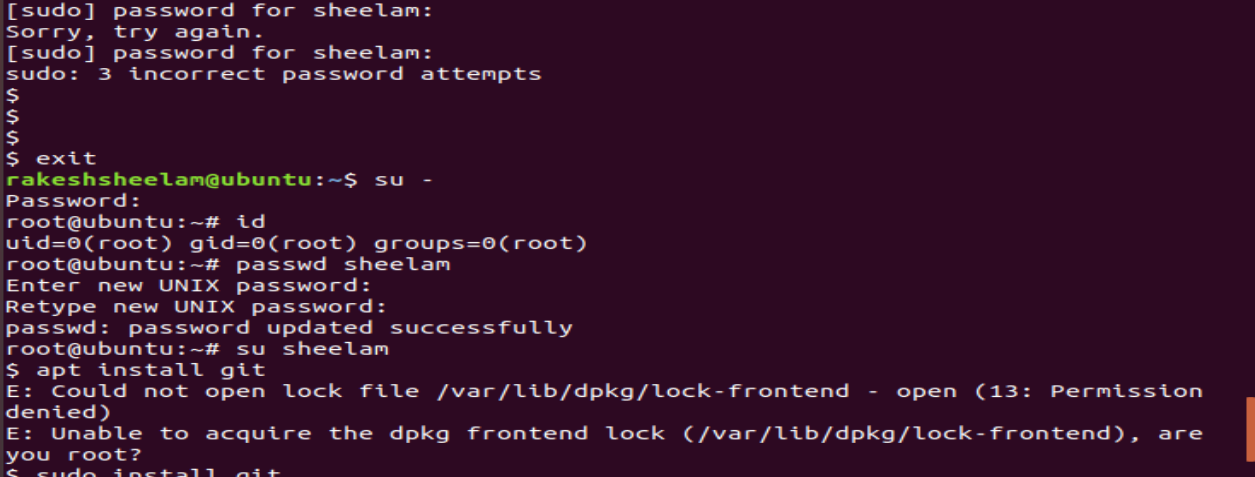 [sudo] password for sheelam:
Sorry, try again.
[sudo] password for sheelam:
sudo: 3 incorrect password attempts
$
$
$
$ exit
rakeshsheelam@ubuntu:~$ su -
Password:
root@ubuntu:~# id
uid=0(root) gid=0(root) groups=0(root)
root@ubuntu:~# passwd sheelam
Enter new UNIX password:
Retype new UNIX password:
passwd: password updated successfully
root@ubuntu:~# su sheelam
$ apt install git
E: Could not open lock file /var/lib/dpkg/lock-frontend - open (13: Permission
denied)
E: Unable to acquire the dpkg frontend lock (/var/lib/dpkg/lock-frontend), are
you root?
$ sudo install git